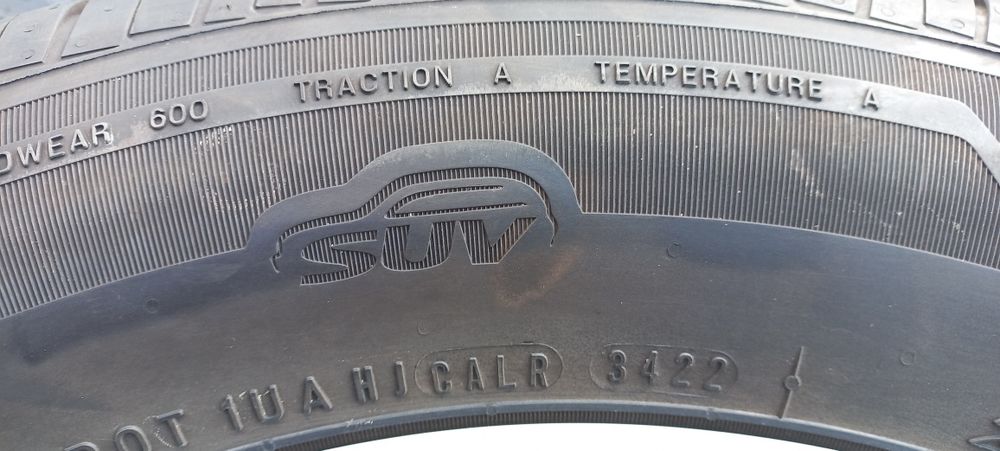 DWEAR 600 TRACTION A TEMPERATURE A
SUV
DOT 1UA HJ CALR 3422